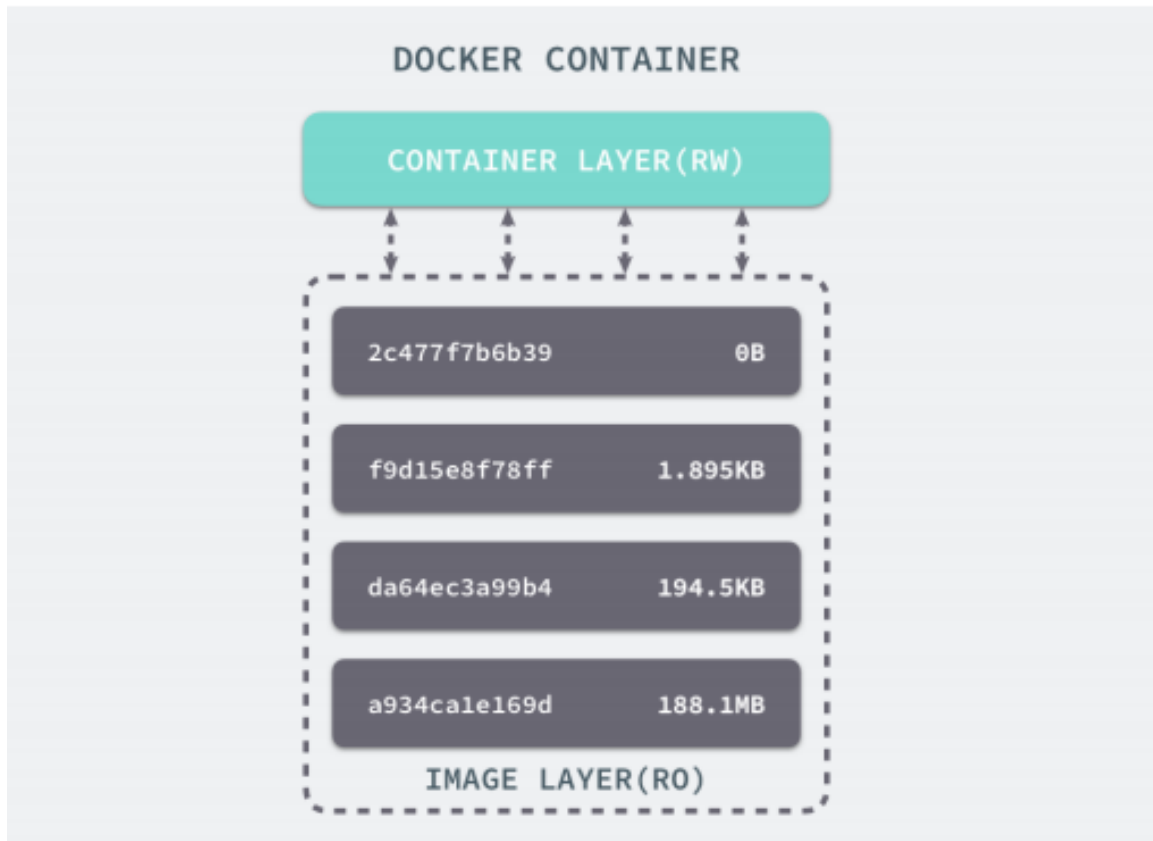 DOCKER CONTAINER
CONTAINER LAYER(RW)
2c477f7b6b39 0B
f9d15e8f78ff 1.895KB
da64ec3a99b4 194.5KB
a934ca1e169d 188.1MB
IMAGE LAYER(RO)